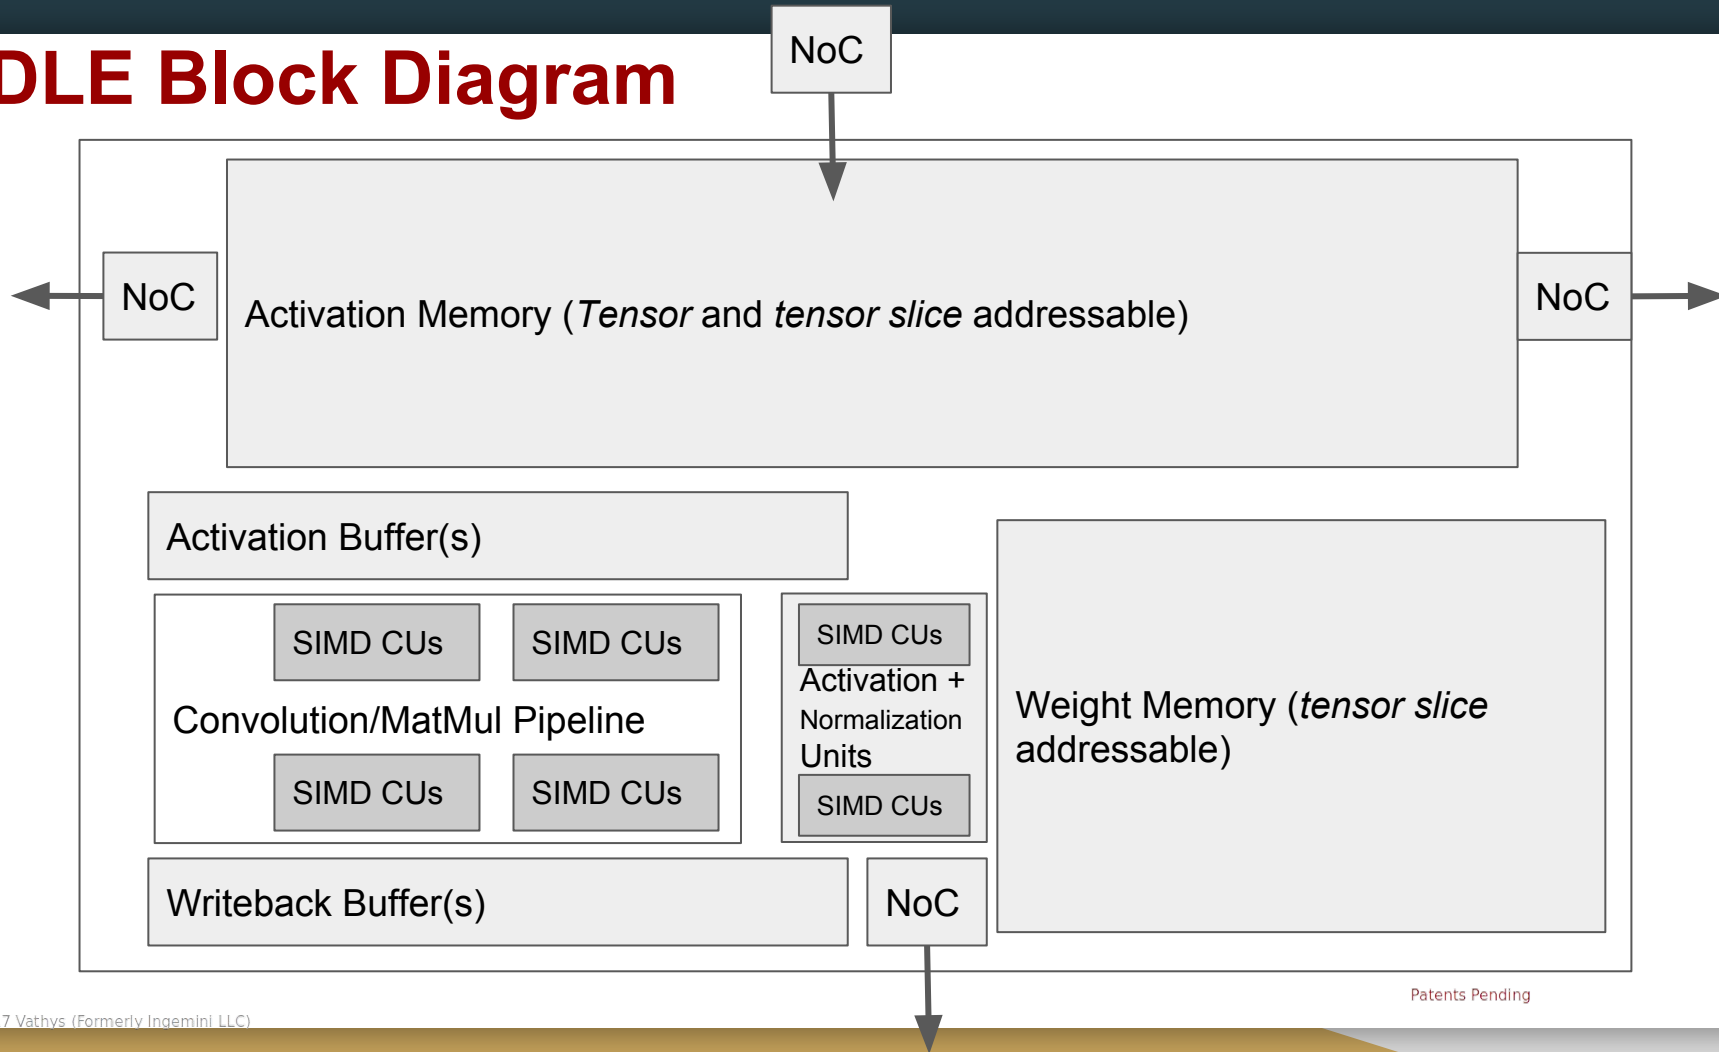 NoC
DLE Block Diagram
NoC
Activation Memory (Tensor and tensor slice addressable)
NoC
Activation Buffer(s)
SIMD CUs
SIMD CUs
Convolution/MatMul Pipeline
SIMD CUs
SIMD CUs
SIMD CUs
Activation +
Normalization
Units
SIMD CUs
Weight Memory (tensor slice
addressable)
Writeback Buffer(s)
NoC
Patents Pending
7 Vathys (Formerly Ingemini LLC)